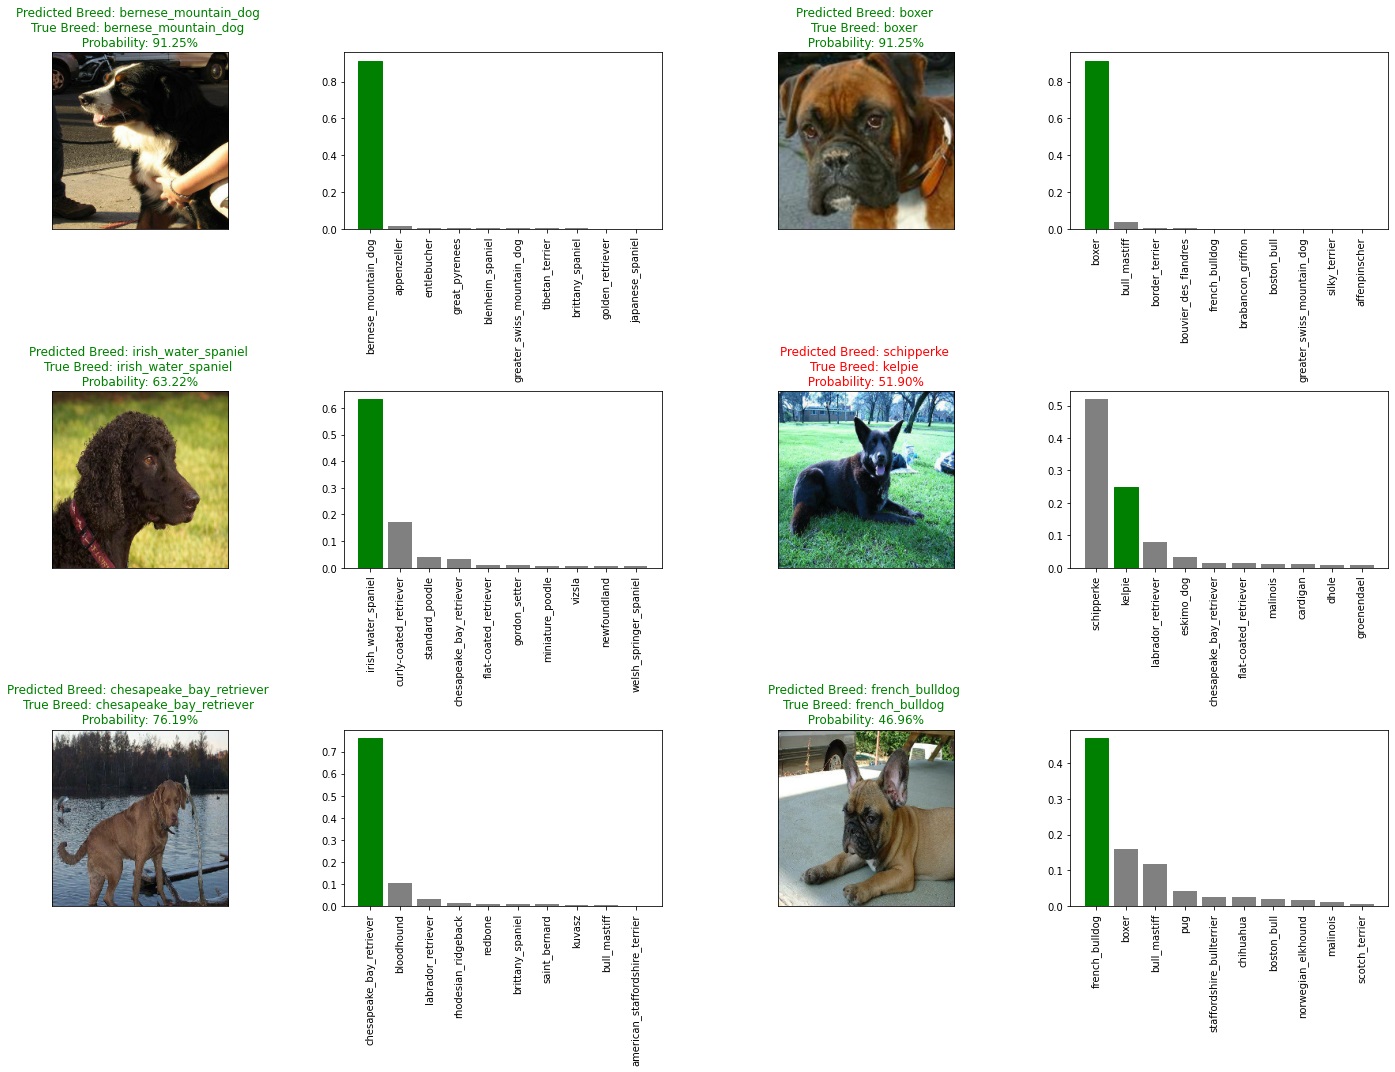 Predicted Breed: bernese_mountain_dog
True Breed: bernese_mountain_dog
Probability: 91.25%
0.8
0.6
0.4
0.2
0.0
bernese_mountain_dog
appenzeller
entlebucher
great_pyrenees
blenheim_spaniel
greater_swiss_mountain_dog
tibetan_terrier
brittany_spaniel
golden_retriever
japanese_spaniel
Predicted Breed: boxer
True Breed: boxer
Probability: 91.25%
0.8
0.6
0.4
0.2
0.0
boxer
bull_mastiff
border_terrier
bouvier_des_flandres
french_bulldog
brabancon_griffon
boston_bull
greater_swiss_mountain_dog
silky_terrier
affenpinscher
Predicted Breed: irish_water_spaniel
True Breed: irish_water_spaniel
Probability: 63.22%
0.6
0.5
0.4
0.3
0.2
0.1
0.0
irish_water_spaniel
curly-coated_retriever
standard_poodle
chesapeake_bay_retriever
flat-coated_retriever
gordon_setter
miniature_poodle
vizsla
newfoundland
welsh_springer_spaniel
Predicted Breed: schipperke
True Breed: kelpie
Probability: 51.90%
0.5
0.4
0.3
0.2
0.1
0.0
schipperke
kelpie
labrador_retriever
eskimo_dog
chesapeake_bay_retriever
flat-coated_retriever
malinois
cardigan
dhole
groenendael
Predicted Breed: chesapeake_bay_retriever
True Breed: chesapeake_bay_retriever
Probability: 76.19%
0.7
0.6
0.5
0.4
0.3
0.2
0.1
0.0
chesapeake_bay_retriever
bloodhound
labrador_retriever
rhodesian_ridgeback
redbone
brittany_spaniel
saint_bernard
kuvasz
bull_mastiff
american_staffordshire_terrier
Predicted Breed: french_bulldog
True Breed: french_bulldog
Probability: 46.96%
0.4
0.3
0.2
0.1
0.0
french_bulldog
boxer
bull_mastiff
pug
staffordshire_bullterrier
chihuahua
boston_bull
norwegian_elkhound
malinois
scotch_terrier